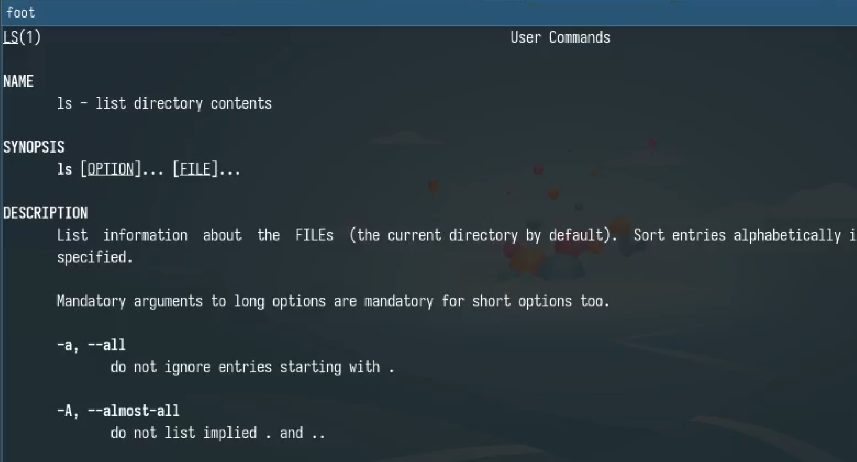 foot
LS(1) User Commands
NAME
ls - list directory contents
SYNOPSIS
ls [OPTION]... [FILE]...
DESCRIPTION
List information about the FILEs (the current directory by default). Sort entries alphabetically i
specified.
Mandatory arguments to long options are mandatory for short options too.
-a, --all
do not ignore entries starting with .
-A, --almost-all
do not list implied . and ..